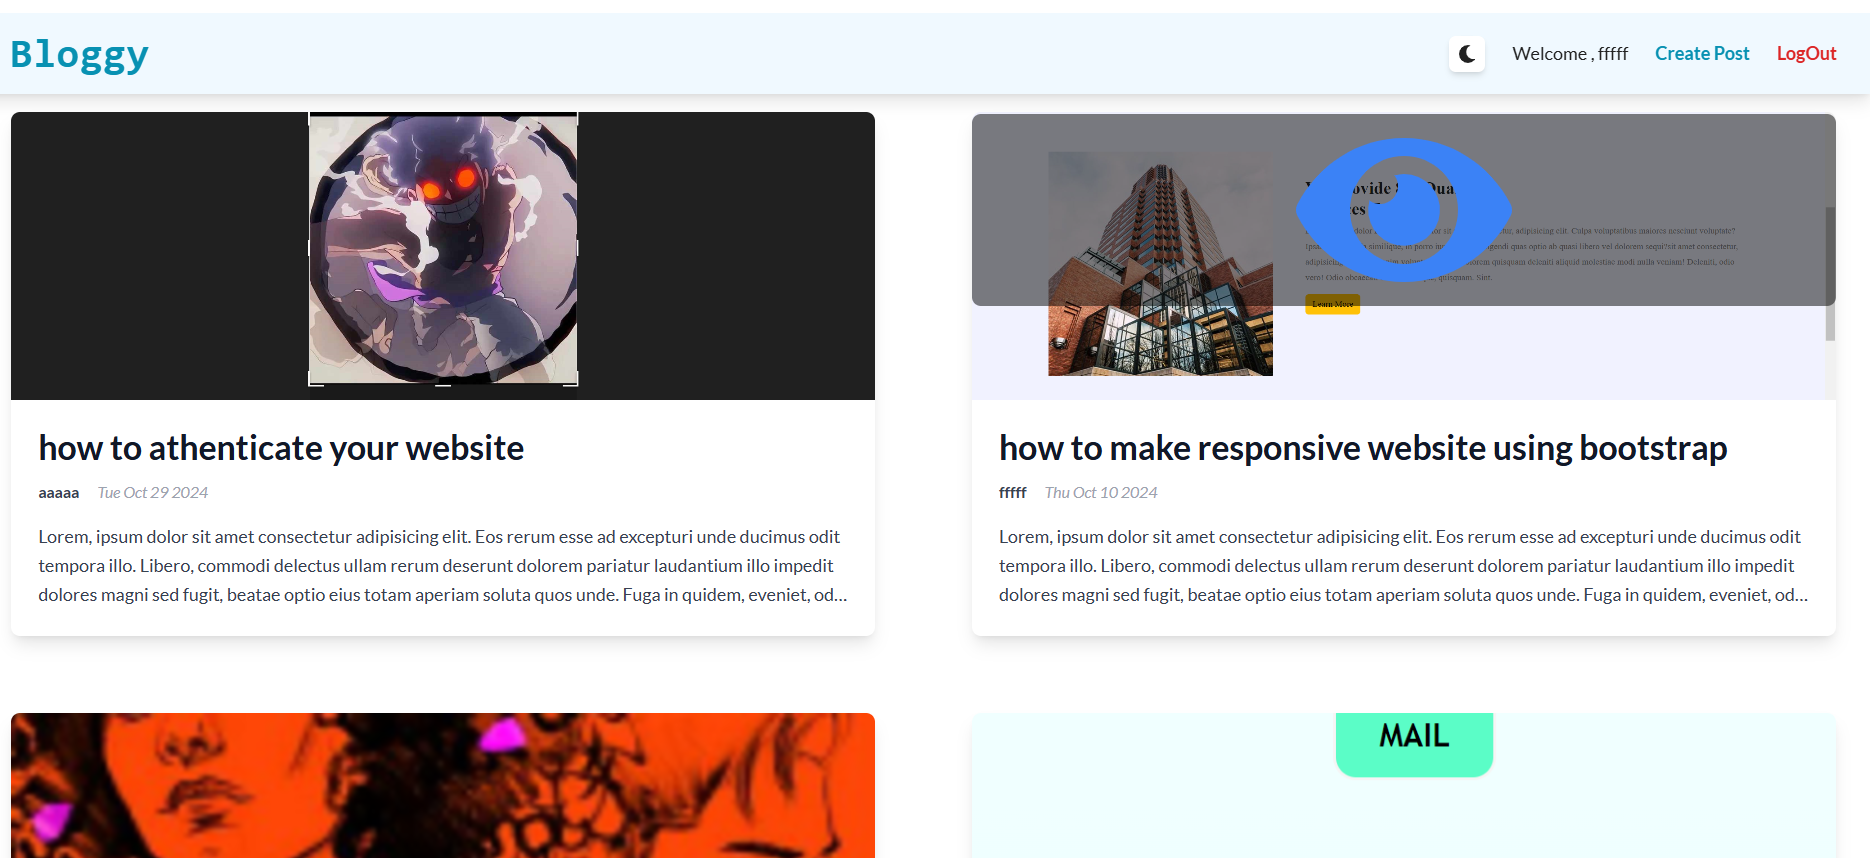 Bloggy
Welcome , fffff
Create Post
LogOut
how to athenticate your website
aaaaa Tue Oct 29 2024
Lorem, ipsum dolor sit amet consectetur adipisicing elit. Eos rerum esse ad excepturi unde ducimus odit
tempora illo. Libero, commodi delectus ullam rerum deserunt dolorem pariatur laudantium illo impedit
dolores magni sed fugit, beatae optio eius totam aperiam soluta quos unde. Fuga in quidem, eveniet, od...
Learn More
how to make responsive website using bootstrap
fffff Thu Oct 10 2024
Lorem, ipsum dolor sit amet consectetur adipisicing elit. Eos rerum esse ad excepturi unde ducimus odit
tempora illo. Libero, commodi delectus ullam rerum deserunt dolorem pariatur laudantium illo impedit
dolores magni sed fugit, beatae optio eius totam aperiam soluta quos unde. Fuga in quidem, eveniet, od...
MAIL